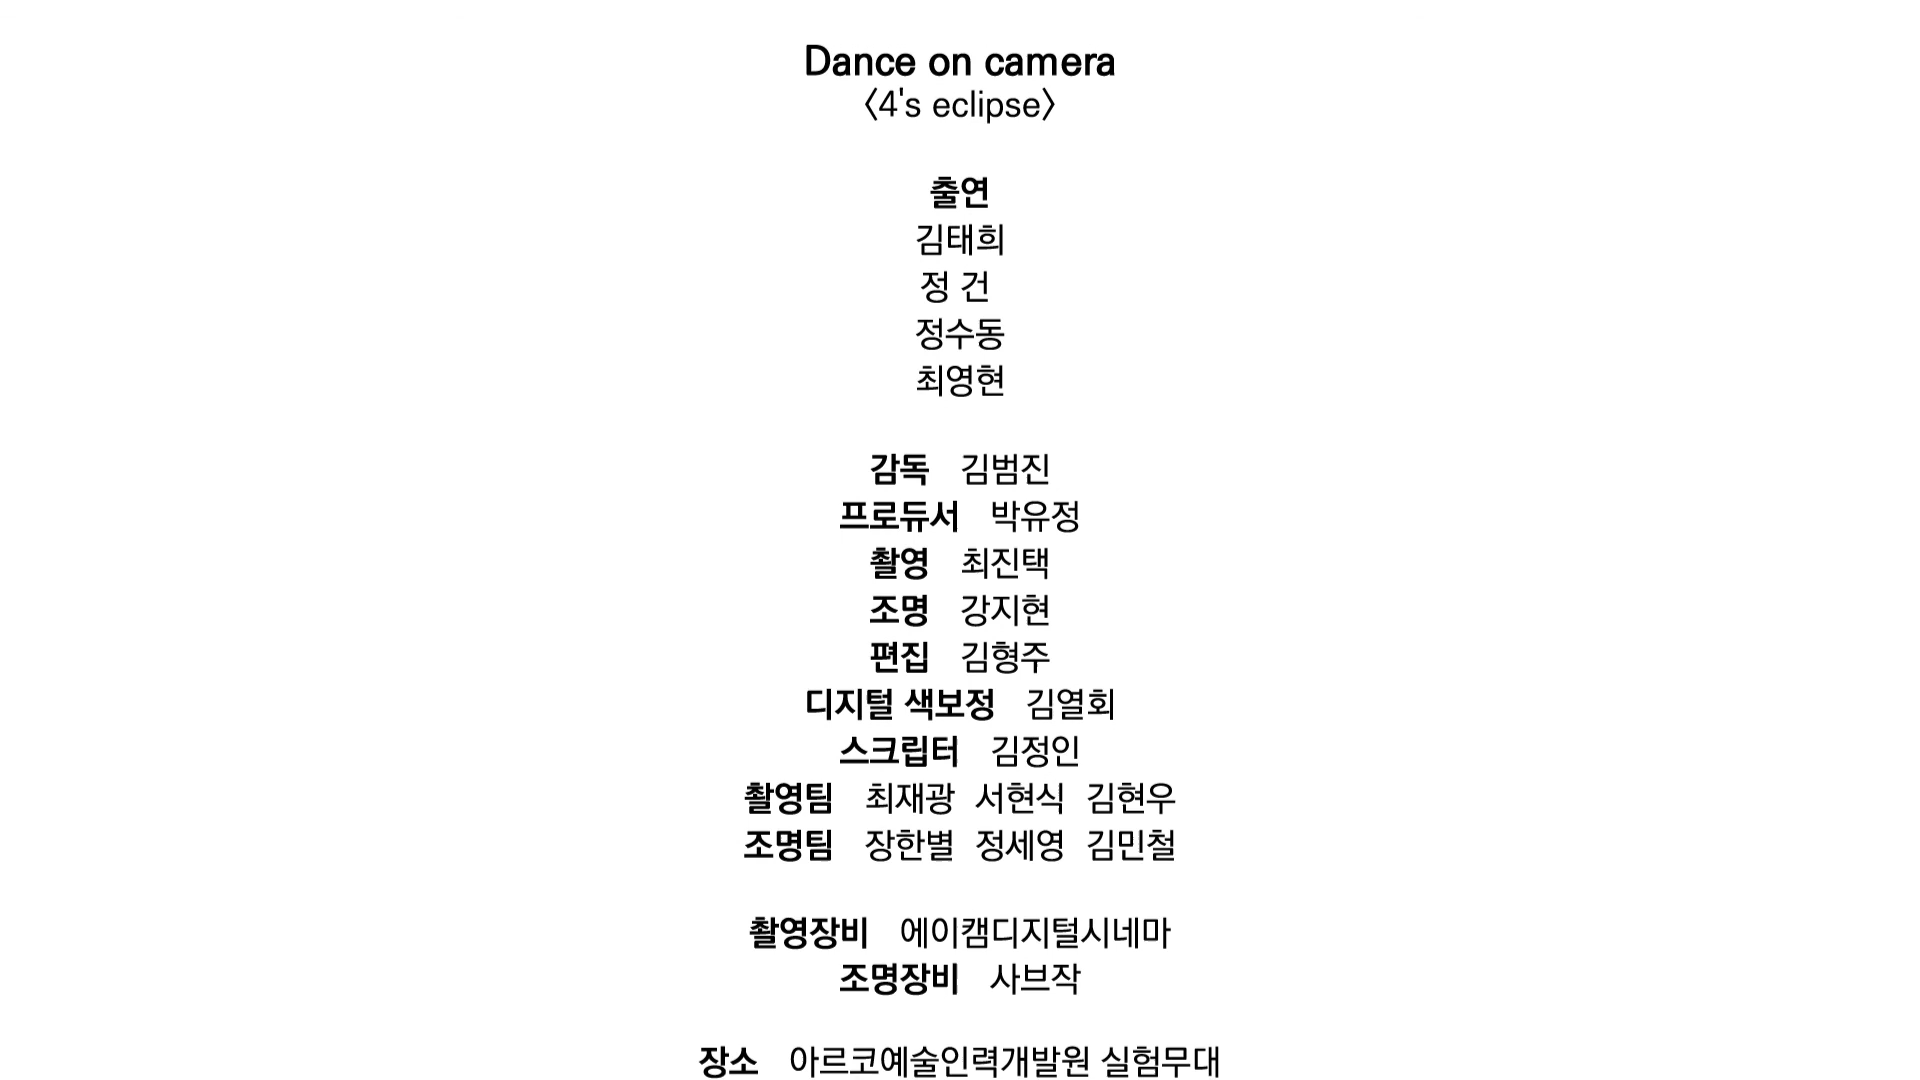 Dance on camera
〈4's eclipse〉
출연
김태희
정 건
정수동
최영현
감독 김범진
프로듀서 박유정
촬영 최진택
조명 강지현
편집 김형주
디지털 색보정 김열회
스크립터 김정인
촬영팀 최재광 서현식 김현우
조명팀 장한별 정세영 김민철
촬영장비 에이캠디지털시네마
조명장비 사브작
장소 아르코예술인력개발원 실험무대